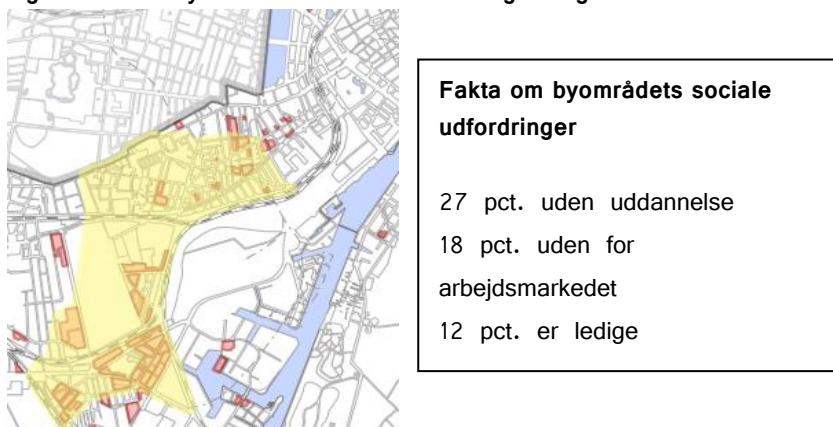 Fakta om byområdets sociale
udfordringer
27 pct. uden uddannelse
18 pct. uden for
arbejdsmarkedet
12 pct. er ledige